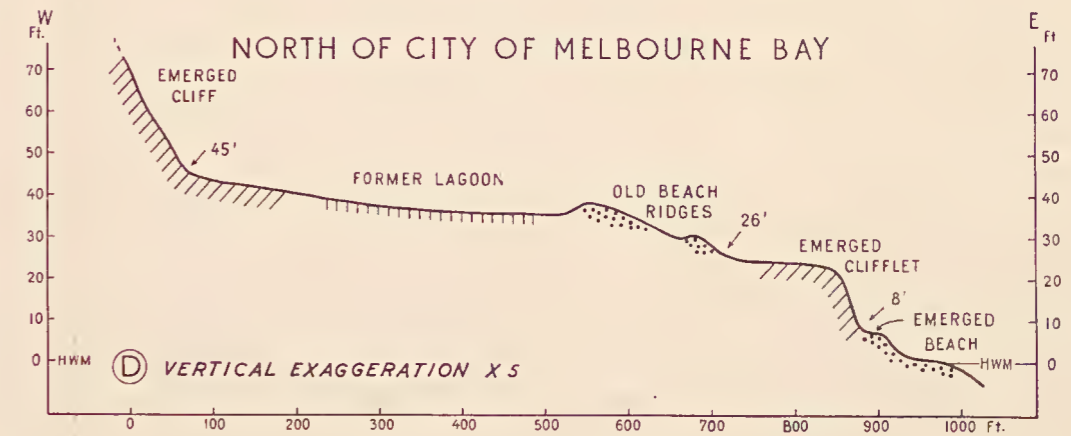 W
Ft.
E
Ft
NORTH OF CITY OF MELBOURNE BAY
70
60
50
40
30
20
10
0 HWM
EMERGED
CLIFF
45'
FORMER LAGOON
OLD BEACH
RIDGES
26'
EMERGED
CLIFFLET
8'
EMERGED
BEACH
HWM
70
60
50
40
30
20
10
0
D VERTICAL EXAGGERATION X 5
0 100 200 300 400 500 600 700 800 900 1000 Ft.